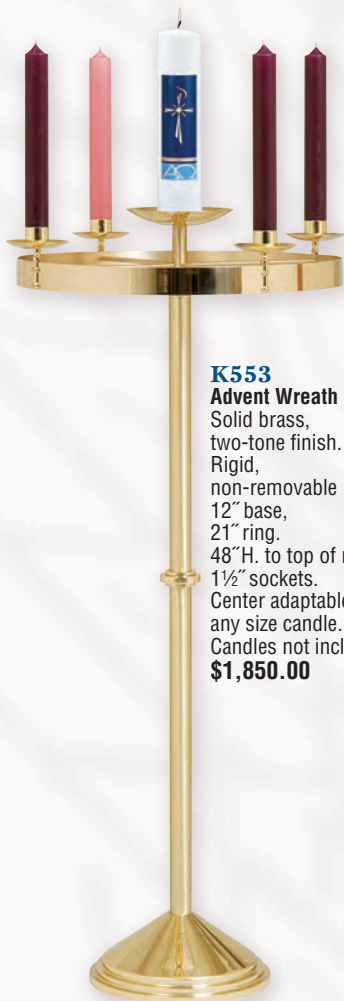 ΑΩ
K553
Advent Wreath
Solid brass,
two-tone finish.
Rigid,
non-removable
12˝ base,
21˝ ring.
48˝H. to top of
1½˝ sockets.
Center adaptable
any size candle.
Candles not
$1,850.00